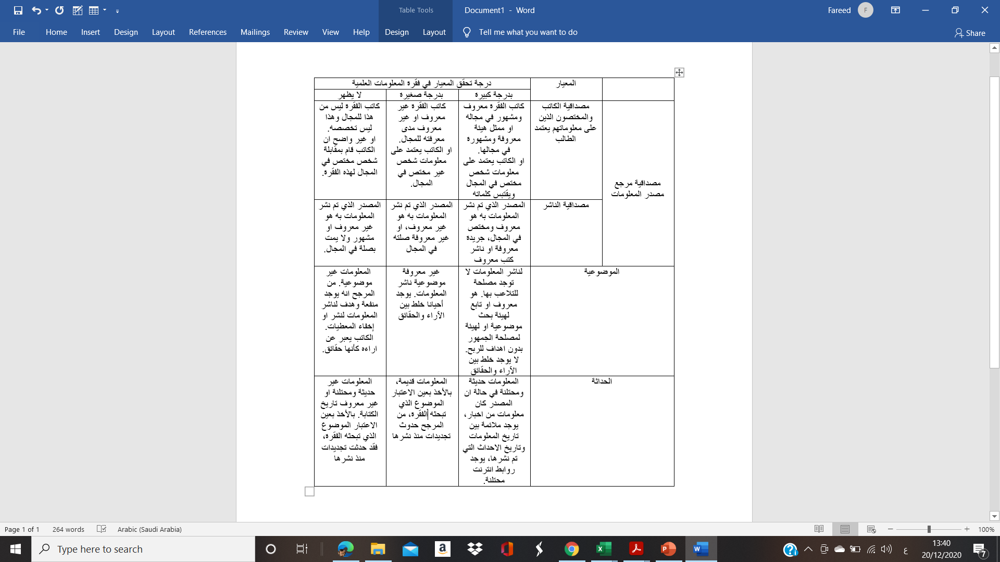 Table Tools
Document1 - Word
Fareed
F
File
Home
Insert
Design
Layout
References
Mailings
Review
View
Help
Design
Layout
Tell me what you want to do
Share
المعيار
درجة تحقق المعيار في فقرة المعلومات العلمية
بدرجة كبيرة
بدرجة صغيرة
لا يظهر
مصداقية مرجع
مصدر المعلومات
مصداقية الكاتب
والمختصون الذين
على معلوماتهم يعتمد
الطالب
كاتب الفقرة معروف
ومشهور في مجاله
او ممثل هيئة
معروفة ومشهورة
في مجالها.
او الكاتب يعتمد على
معلومات شخص
مختص في المجال
ويقتبس كلماته
كاتب الفقرة غير
معروف او غير
معروف مدى
معرفته للمجال.
او الكاتب يعتمد على
معلومات شخص
غير مختص في
المجال.
كاتب الفقرة ليس من
هذا للمجال وهذا
ليس تخصصه.
او غير واضح ان
الكاتب قام بمقابلة
شخص مختص في
المجال لهذه الفقرة.
مصداقية الناشر
المصدر الذي تم نشر
المعلومات به هو
معروف ومختص
في المجال، جريدة
معروفة او ناشر
كتب معروف
المصدر الذي تم نشر
المعلومات به هو
غير معروف، او
غير معروفة صلته
في المجال
المصدر الذي تم نشر
المعلومات به هو
غير معروف او
مشهور ولا يمت
بصلة في المجال.
الموضوعية
لناشر المعلومات لا
توجد مصلحة
للتلاعب بها. هو
معروف او تابع
لهيئة بحث
موضوعية او لهيئة
لمصلحة الجمهور
بدون اهداف للربح.
لا يوجد خلط بين
الآراء والحقائق
غير معروفة
موضوعية ناشر
المعلومات. يوجد
أحيانا خلط بين
الآراء والحقائق
المعلومات غير
موضوعية. من
المرجح انه يوجد
منفعة وهدف لناشر
المعلومات لنشر او
إخفاء المعطيات.
الكاتب يعبر عن
اراءه كأنها حقائق.
الحداثة
المعلومات حديثة
ومحتلنة في حالة ان
المصدر كان
معلومات من اخبار،
يوجد ملائمة بين
تاريخ المعلومات
وتاريخ الاحداث التي
تم نشرها، يوجد
روابط انترنت
محتلنة.
المعلومات قديمة،
بالأخذ بعين الاعتبار
الموضوع الذي
تبحثه الفقرة، من
المرجح حدوث
تجديدات منذ نشرها
المعلومات غير
حديثة ومحتلنة او
غير معروف تاريخ
الكتابة. بالأخذ بعين
الاعتبار الموضوع
الذي تبحثه الفقرة،
فقد حدثت تجديدات
منذ نشرها
Page 1 of 1
264 words
Arabic (Saudi Arabia)
100%
Type here to search
ع
13:40
20/12/2020
7